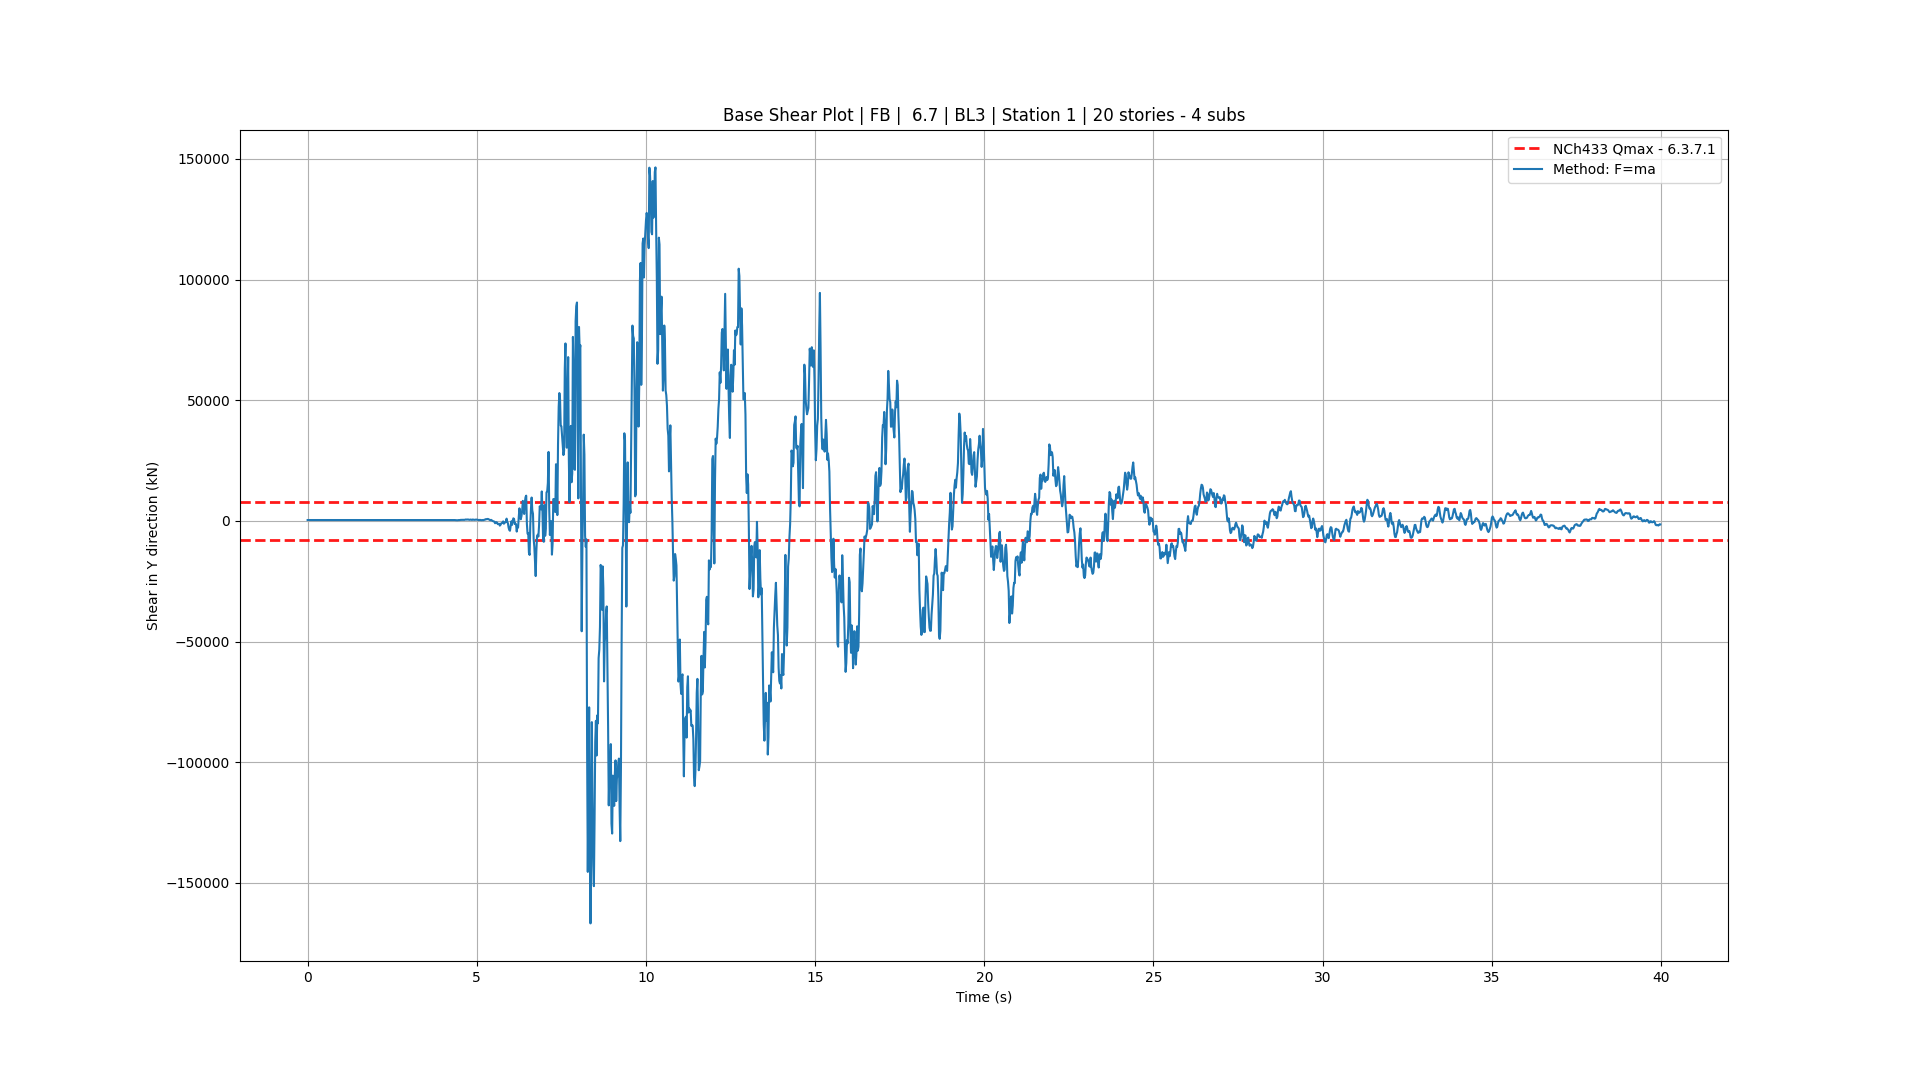 Base Shear Plot | FB |  6.7 | BL3 | Station 1 | 20 stories - 4 subs
NCh433 Qmax - 6.3.7.1
Method: F=ma
150000
100000
50000
0
−50000
−100000
−150000
Shear in Y direction (kN)
0 5 10 15 20 25 30 35 40
Time (s)